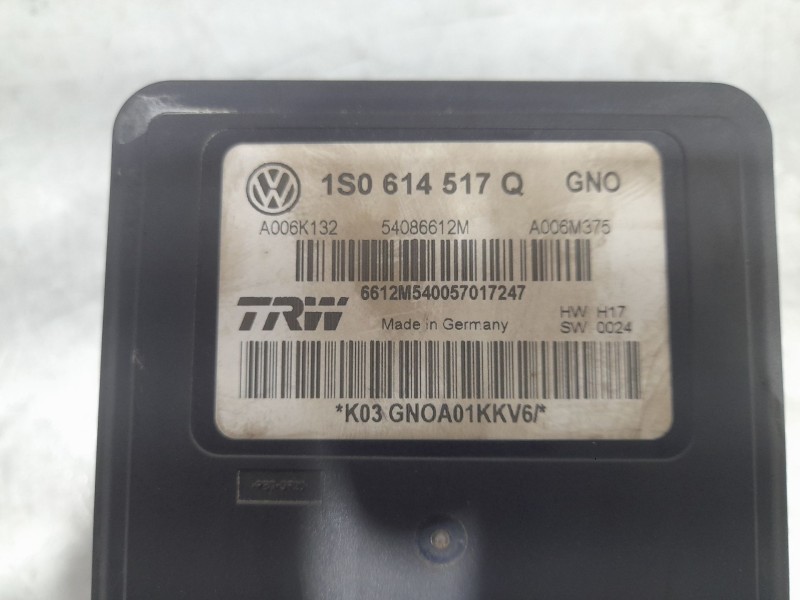 1S0 614 517 Q GNO
A006K132 54086612M A006M375
6612M540057017247
TRW Made in Germany HW H17
SW 0024
*K03 GNOA01KKV6/*